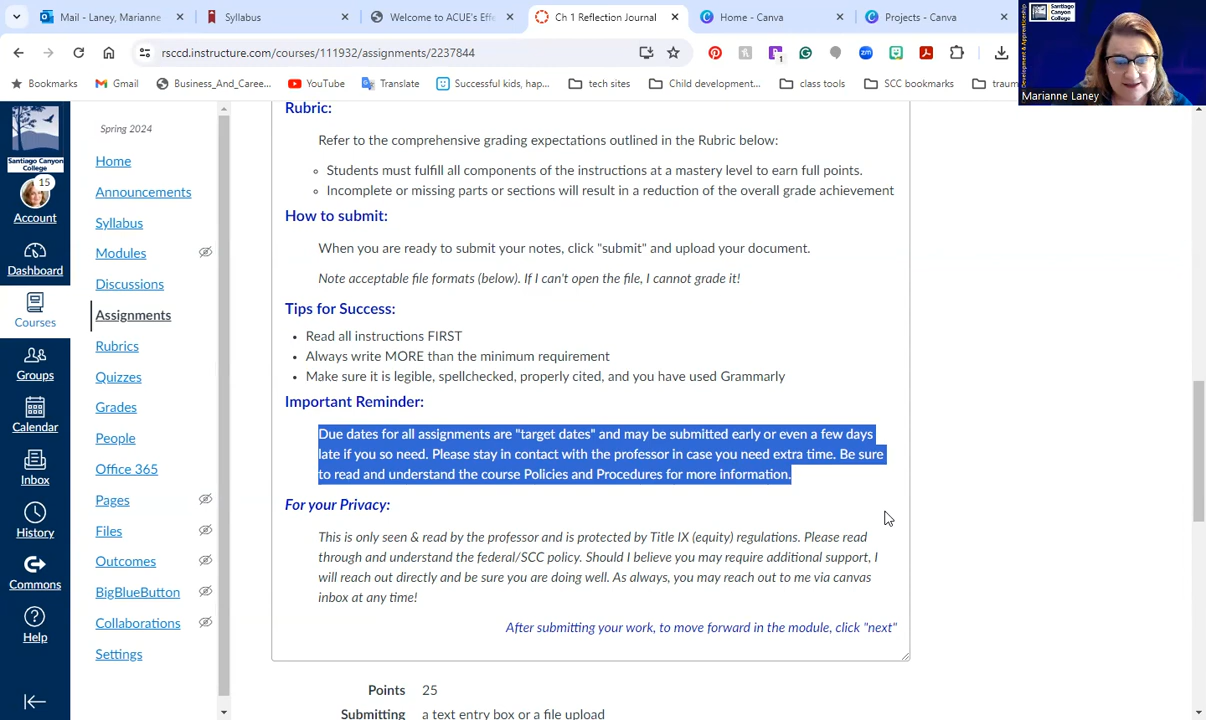 Mail - Laney, Marianne
Syllabus
Welcome to ACUE's Effe
Ch 1 Reflection Journal
Home - Canva
Projects - Canva
rsccd.instructure.com/courses/111932/assignments/2237844
Bookmarks
Gmail
Business_And_Caree...
YouTube
Translate
Successful kids, hap...
tech sites
Child development...
class tools
SCC bookmarks
traum
Santiago Canyon College
Development & Apprenticeship
Marianne Laney
Santiago Canyon College
15
Account
Dashboard
Courses
Groups
Calendar
Inbox
History
Commons
Help
Spring 2024
Home
Announcements
Syllabus
Modules
Discussions
Assignments
Rubrics
Quizzes
Grades
People
Office 365
Pages
Files
Outcomes
BigBlueButton
Collaborations
Settings
Rubric:
Refer to the comprehensive grading expectations outlined in the Rubric below:
Students must fulfill all components of the instructions at a mastery level to earn full points.
Incomplete or missing parts or sections will result in a reduction of the overall grade achievement
How to submit:
When you are ready to submit your notes, click "submit" and upload your document.
Note acceptable file formats (below). If I can't open the file, I cannot grade it!
Tips for Success:
Read all instructions FIRST
Always write MORE than the minimum requirement
Make sure it is legible, spellchecked, properly cited, and you have used Grammarly
Important Reminder:
Due dates for all assignments are "target dates" and may be submitted early or even a few days
late if you so need. Please stay in contact with the professor in case you need extra time. Be sure
to read and understand the course Policies and Procedures for more information.
For your Privacy:
This is only seen & read by the professor and is protected by Title IX (equity) regulations. Please read
through and understand the federal/SCC policy. Should I believe you may require additional support, I
will reach out directly and be sure you are doing well. As always, you may reach out to me via canvas
inbox at any time!
After submitting your work, to move forward in the module, click "next"
Points 25
Submitting a text entry box or a file upload